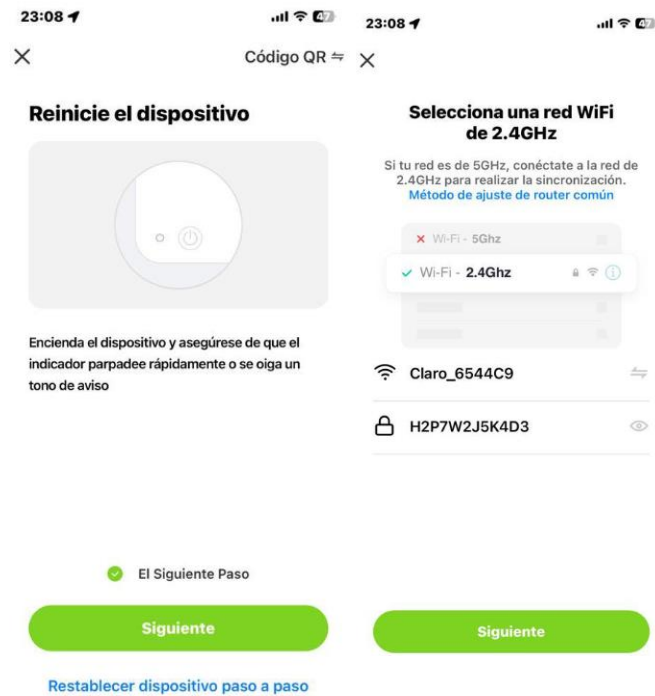 23:08
47
Código QR
Reinicie el dispositivo
Encienda el dispositivo y asegúrese de que el
indicador parpadee rápidamente o se oiga un
tono de aviso
El Siguiente Paso
Siguiente
Restablecer dispositivo paso a paso
23:08
47
Selecciona una red WiFi
de 2.4GHz
Si tu red es de 5GHz, conéctate a la red de
2.4GHz para realizar la sincronización.
Método de ajuste de router común
Wi-Fi - 5Ghz
Wi-Fi - 2.4Ghz
Claro_6544C9
H2P7W2J5K4D3
Siguiente